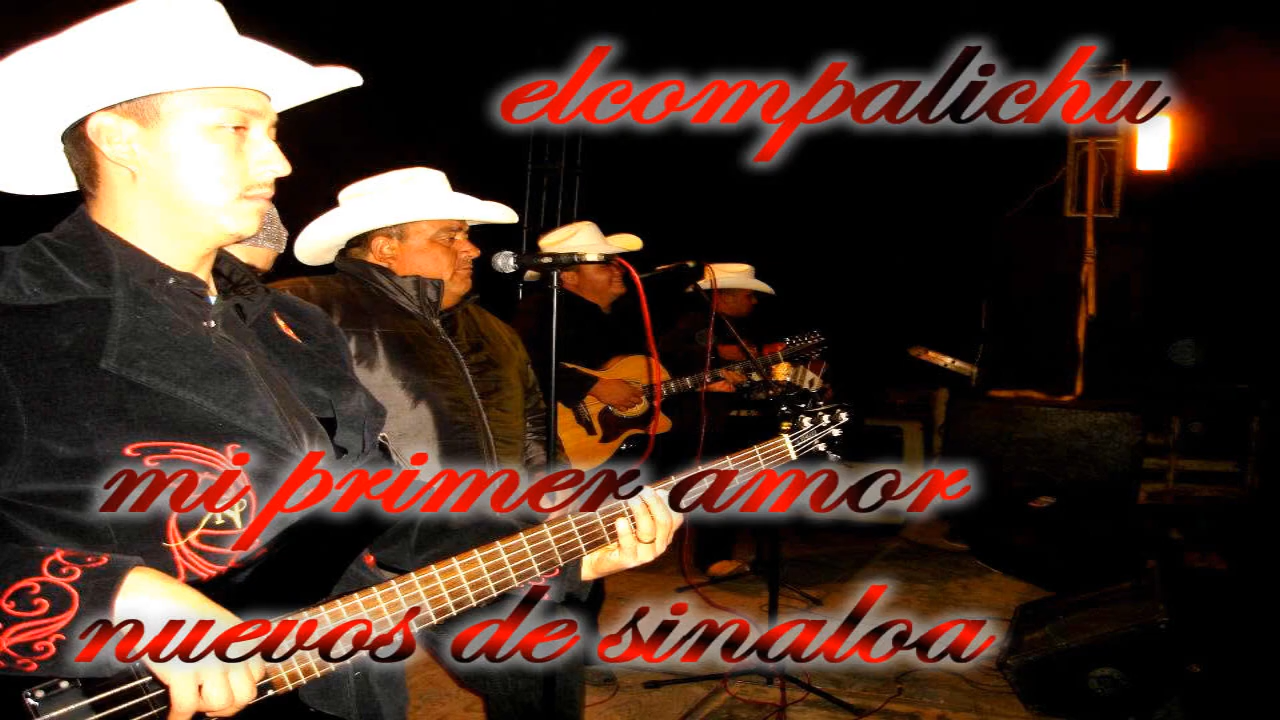 elcompalichu
mi primer amor
nuevos de sinaloa